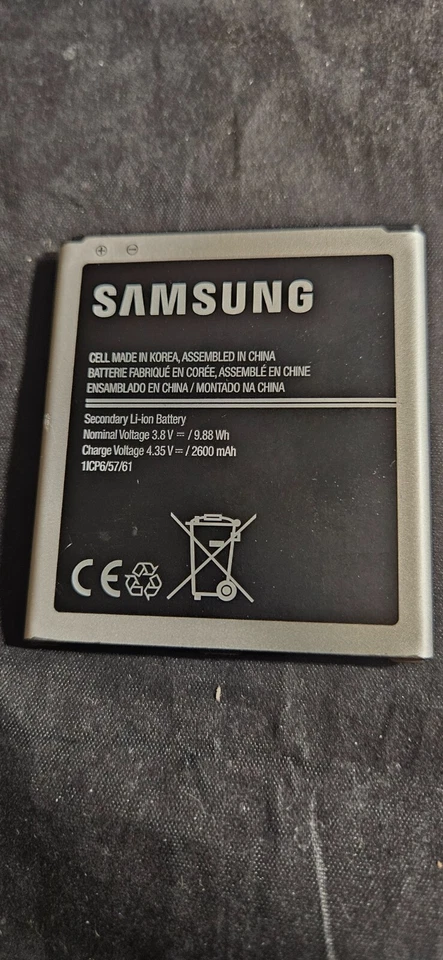 SAMSUNG
CELL MADE IN KOREA, ASSEMBLED IN CHINA
BATTERIE FABRIQUÉ EN CORÉE, ASSEMBLÉ EN CHINE
ENSAMBLADO EN CHINA / MONTADO NA CHINA
Secondary Li-ion Battery
Nominal Voltage 3.8 V ⎓ / 9.88 Wh
Charge Voltage 4.35 V ⎓ / 2600 mAh
1ICP6/57/61
CE